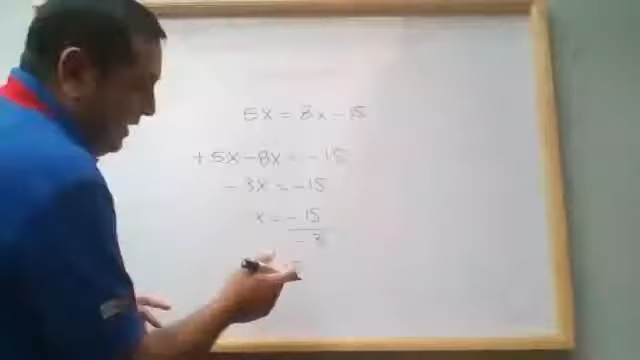 5x = 8x - 15
+5x - 8x = -15
-3x = -15
x = -15
-3